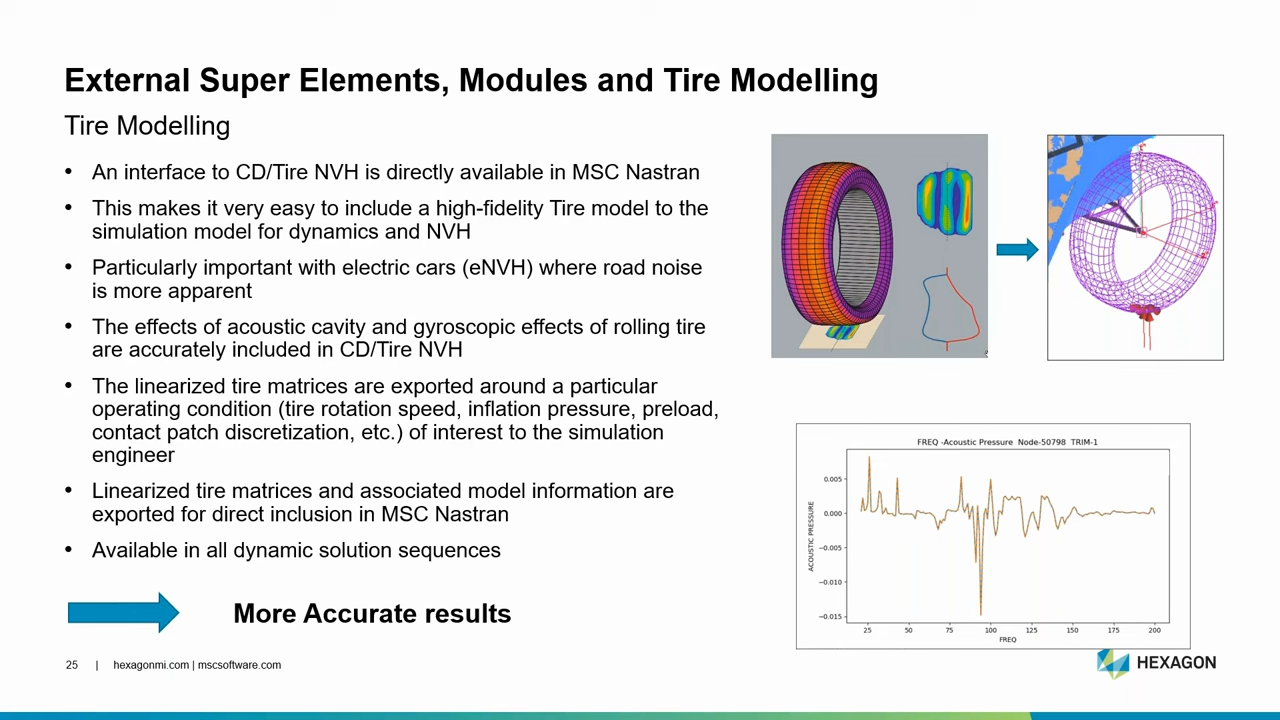 External Super Elements, Modules and Tire Modelling
Tire Modelling
• An interface to CD/Tire NVH is directly available in MSC Nastran
• This makes it very easy to include a high-fidelity Tire model to the
simulation model for dynamics and NVH
• Particularly important with electric cars (eNVH) where road noise
is more apparent
• The effects of acoustic cavity and gyroscopic effects of rolling tire
are accurately included in CD/Tire NVH
• The linearized tire matrices are exported around a particular
operating condition (tire rotation speed, inflation pressure, preload,
contact patch discretization, etc.) of interest to the simulation
engineer
• Linearized tire matrices and associated model information are
exported for direct inclusion in MSC Nastran
• Available in all dynamic solution sequences
More Accurate results
FREQ -Acoustic Pressure Node-50798 TRIM-1
ACOUSTIC PRESSURE
0.005
0.000
−0.005
−0.010
−0.015
25 50 75 100 125 150 175 200
FREQ
25 | hexagonmi.com | mscsoftware.com
HEXAGON